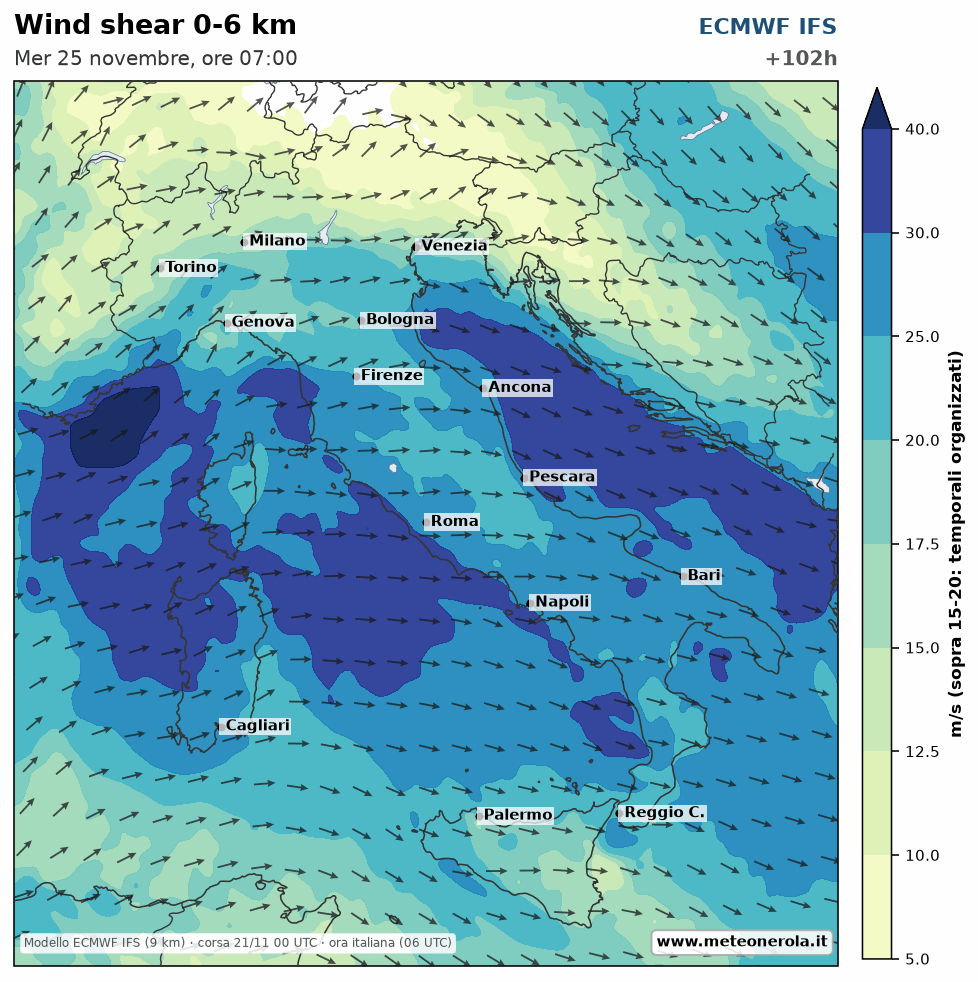 Wind shear 0-6 km
ECMWF IFS
Mer 25 novembre, ore 07:00
+102h
Milano
Venezia
Torino
Genova
Bologna
Firenze
Ancona
Pescara
Roma
Bari
Napoli
Cagliari
Palermo
Reggio C.
40.0
30.0
25.0
20.0
17.5
15.0
12.5
10.0
5.0
m/s (sopra 15-20: temporali organizzati)
Modello ECMWF IFS (9 km) · corsa 21/11 00 UTC · ora italiana (06 UTC)
www.meteonerola.it